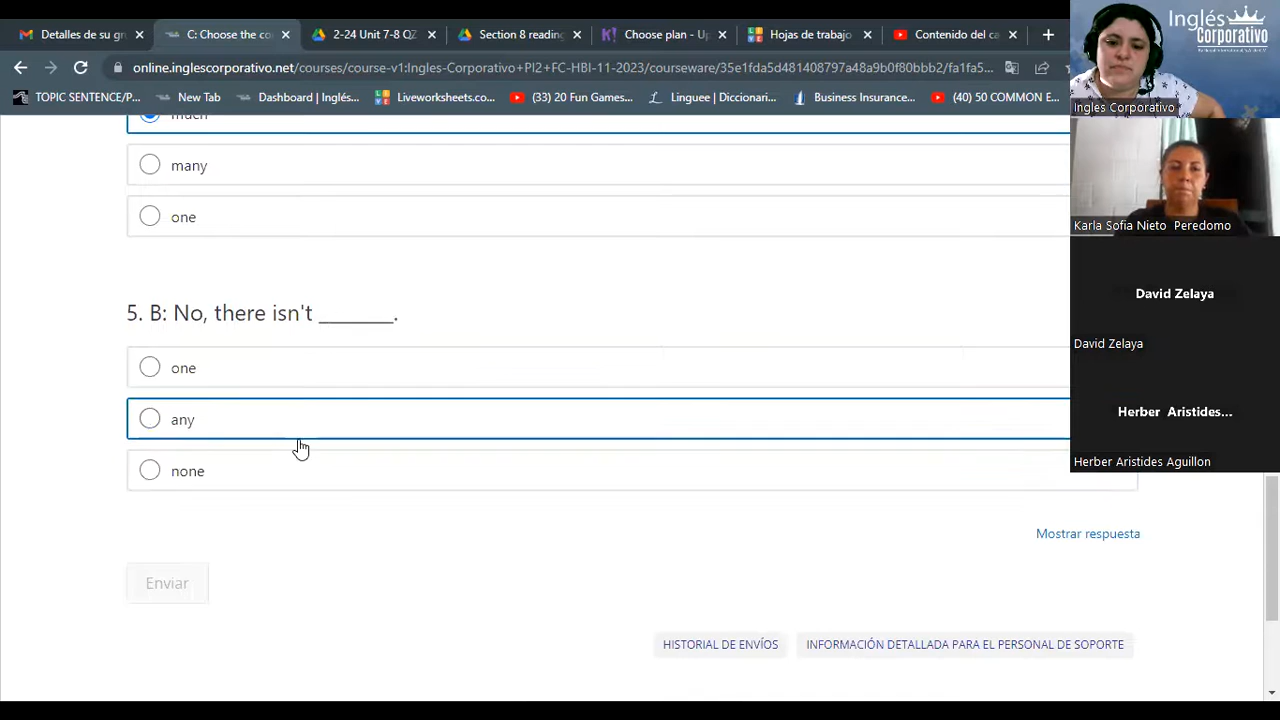 Detalles de su gr
C: Choose the co
2-24 Unit 7-8 QZ
Section 8 reading
Choose plan - Up
Hojas de trabajo
Contenido del ca
online.inglescorporativo.net/courses/course-v1:Ingles-Corporativo+PI2+FC-HBI-11-2023/courseware/35e1fda5d481408797a48a9b0f80bbb2/fa1fa5...
TOPIC SENTENCE/P...
New Tab
Dashboard | Inglés...
Liveworksheets.co...
(33) 20 Fun Games...
Linguee | Diccionari...
Business Insurance...
(40) 50 COMMON E...
Inglés
Corporativo
Ingles Corporativo
Karla Sofia Nieto Peredomo
David Zelaya
David Zelaya
Herber Aristides...
Herber Aristides Aguillon
much
many
one
5. B: No, there isn't _______.
one
any
none
Mostrar respuesta
Enviar
HISTORIAL DE ENVÍOS
INFORMACIÓN DETALLADA PARA EL PERSONAL DE SOPORTE